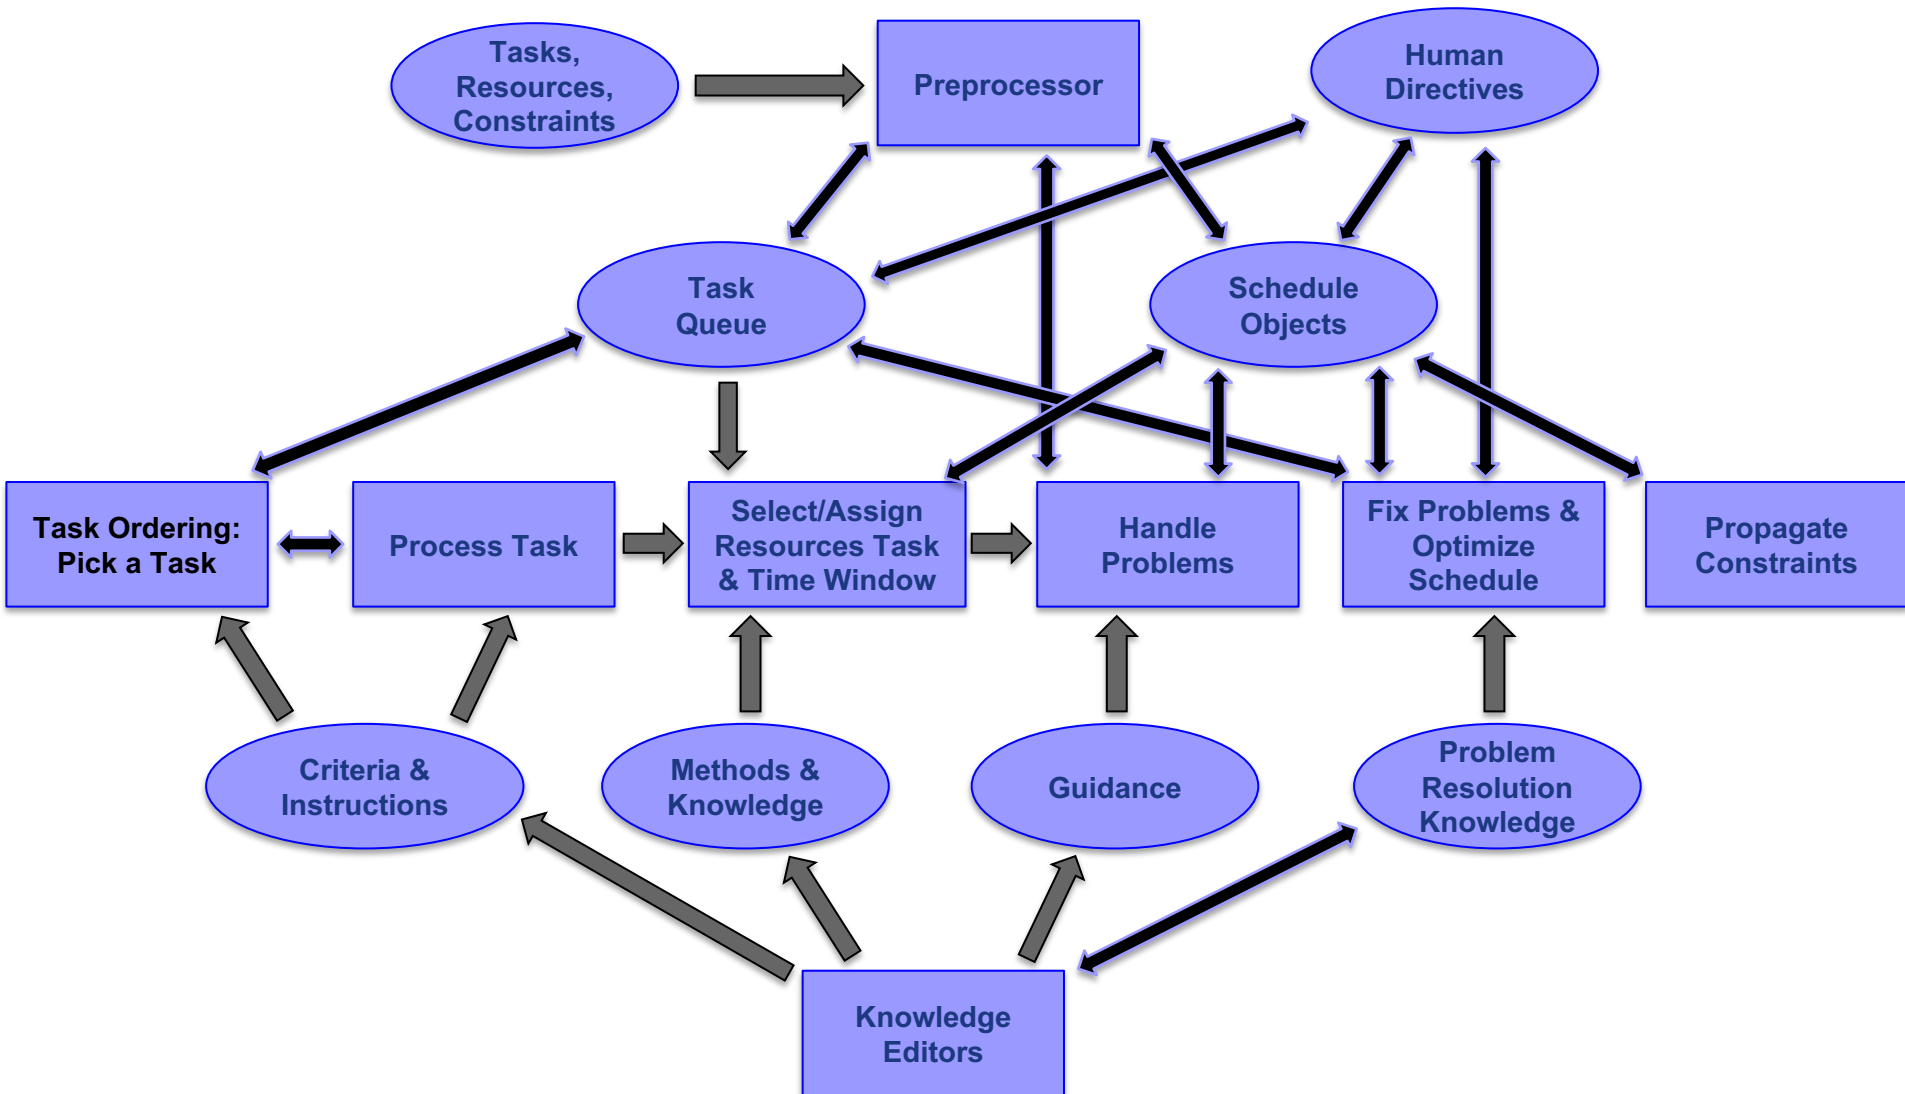 Tasks,
Resources,
Constraints
Preprocessor
Human
Directives
Task
Queue
Schedule
Objects
Task Ordering:
Pick a Task
Process Task
Select/Assign
Resources Task
& Time Window
Handle
Problems
Fix Problems &
Optimize
Schedule
Propagate
Constraints
Criteria &
Instructions
Methods &
Knowledge
Guidance
Problem
Resolution
Knowledge
Knowledge
Editors